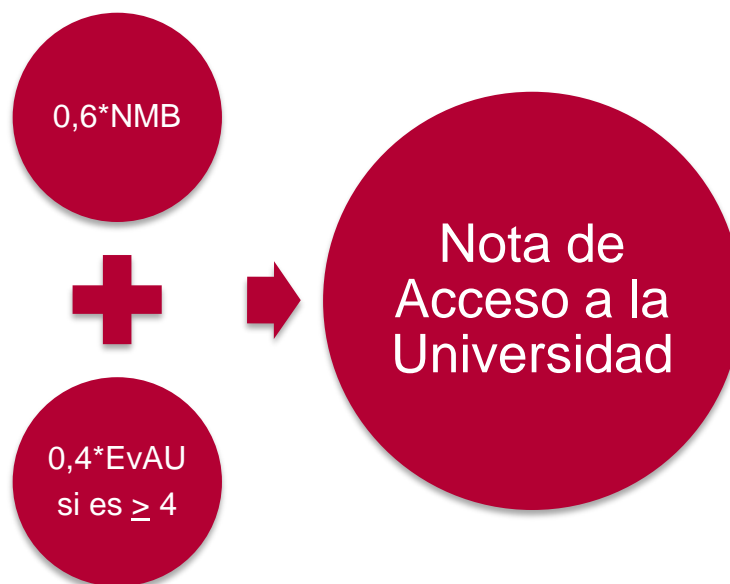 0,6*NMB
0,4*EvAU
si es ≥ 4
Nota de
Acceso a la
Universidad